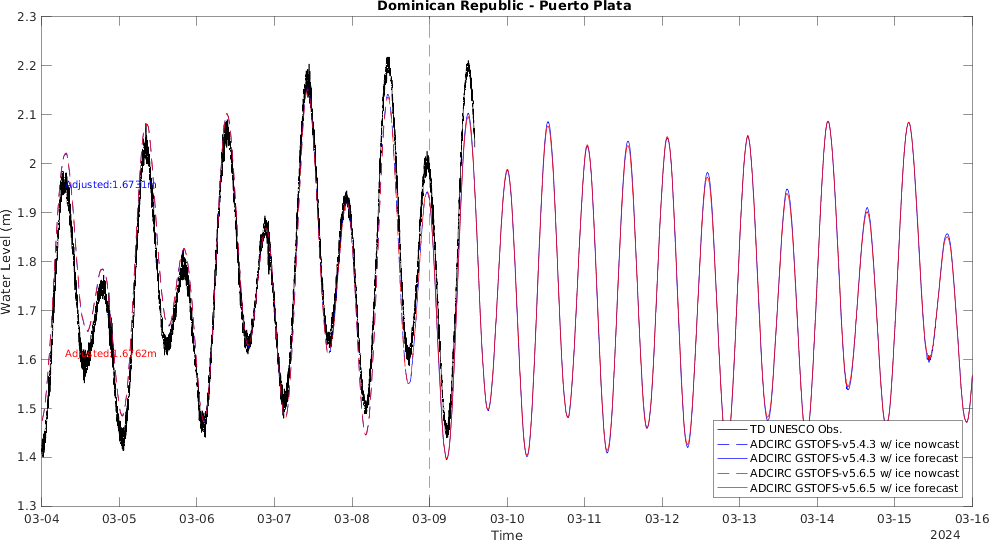 Dominican Republic - Puerto Plata
2.3
2.2
2.1
2
1.9
1.8
1.7
1.6
1.5
1.4
1.3
Water Level (m)
Adjusted:1.6731m
Adjusted:1.6762m
TD UNESCO Obs.
ADCIRC GSTOFS-v5.4.3 w/ ice nowcast
ADCIRC GSTOFS-v5.4.3 w/ ice forecast
ADCIRC GSTOFS-v5.6.5 w/ ice nowcast
ADCIRC GSTOFS-v5.6.5 w/ ice forecast
03-04 03-05 03-06 03-07 03-08 03-09 03-10 03-11 03-12 03-13 03-14 03-15 03-16
Time
2024